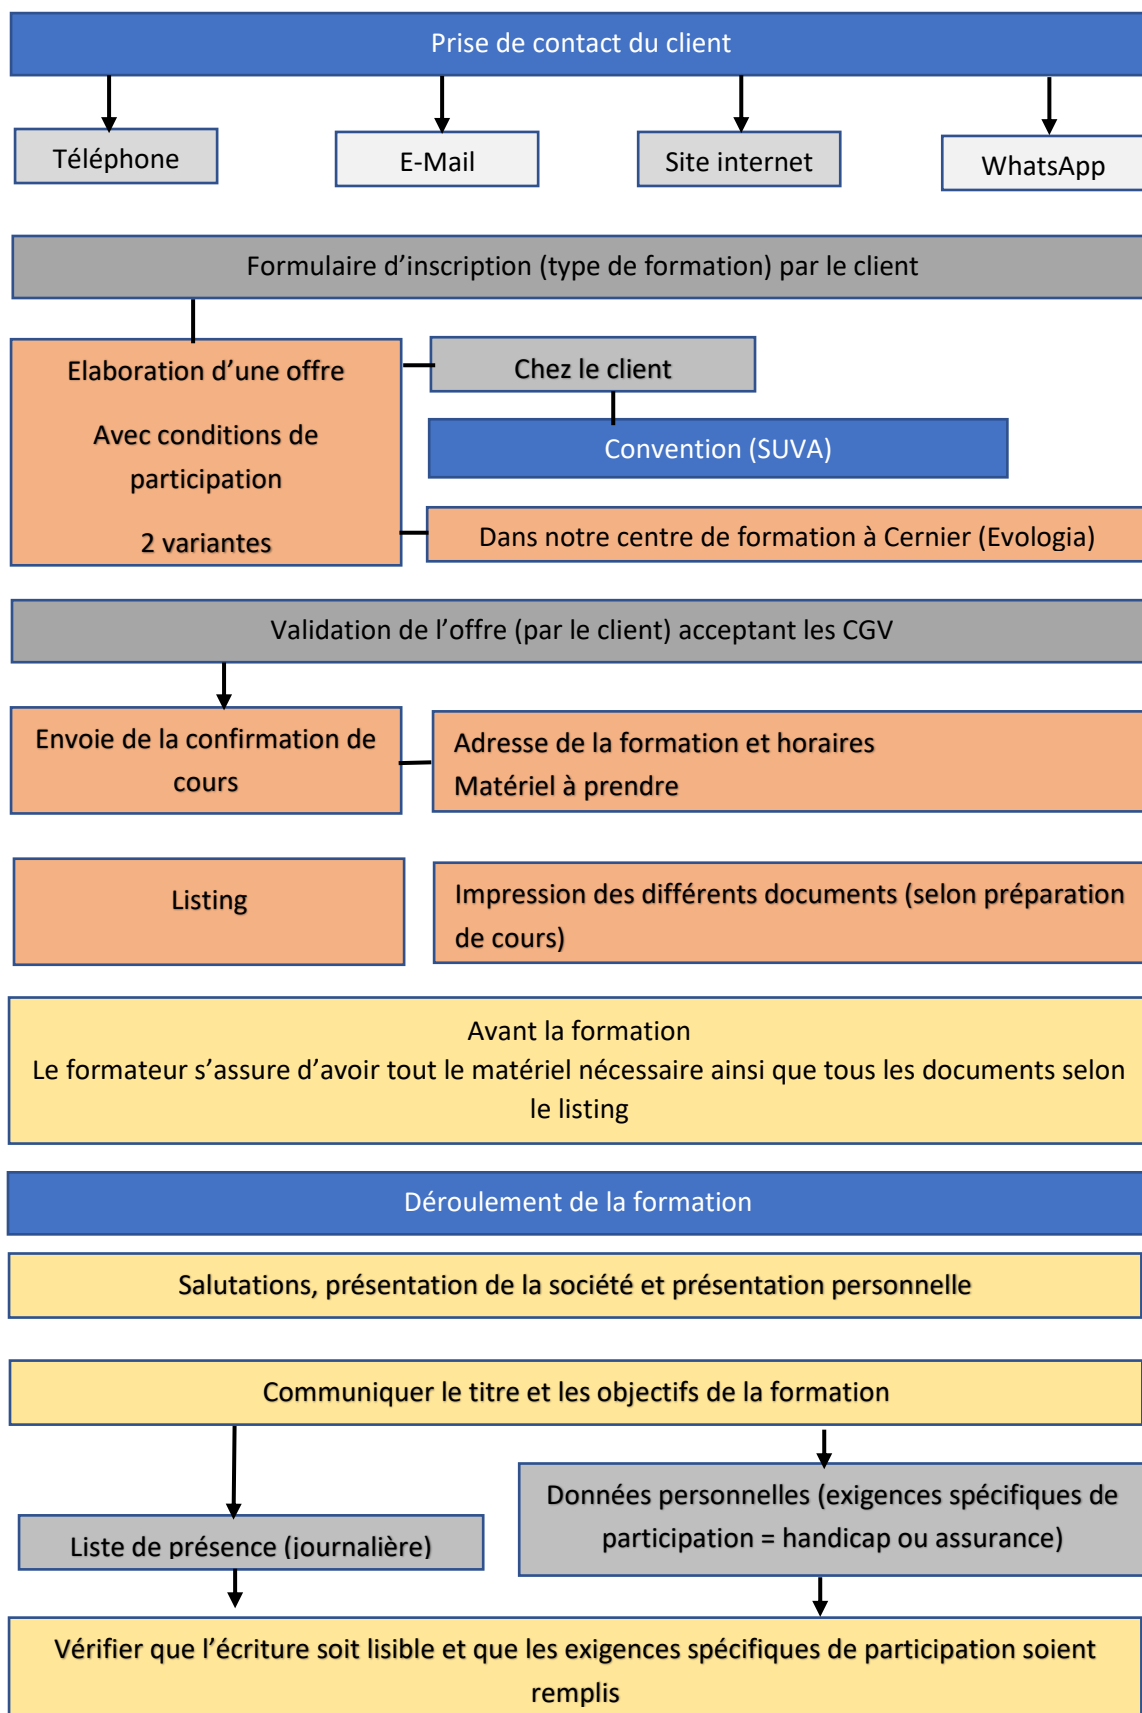 Prise de contact du client
Téléphone
E-Mail
Site internet
WhatsApp
Formulaire d’inscription (type de formation) par le client
Elaboration d’une offre
Avec conditions de
participation
2 variantes
Chez le client
Convention (SUVA)
Dans notre centre de formation à Cernier (Evologia)
Validation de l’offre (par le client) acceptant les CGV
Envoie de la confirmation de
cours
Adresse de la formation et horaires
Matériel à prendre
Listing
Impression des différents documents (selon préparation
de cours)
Avant la formation
Le formateur s’assure d’avoir tout le matériel nécessaire ainsi que tous les documents selon
le listing
Déroulement de la formation
Salutations, présentation de la société et présentation personnelle
Communiquer le titre et les objectifs de la formation
Liste de présence (journalière)
Données personnelles (exigences spécifiques de
participation = handicap ou assurance)
Vérifier que l’écriture soit lisible et que les exigences spécifiques de participation soient
remplis